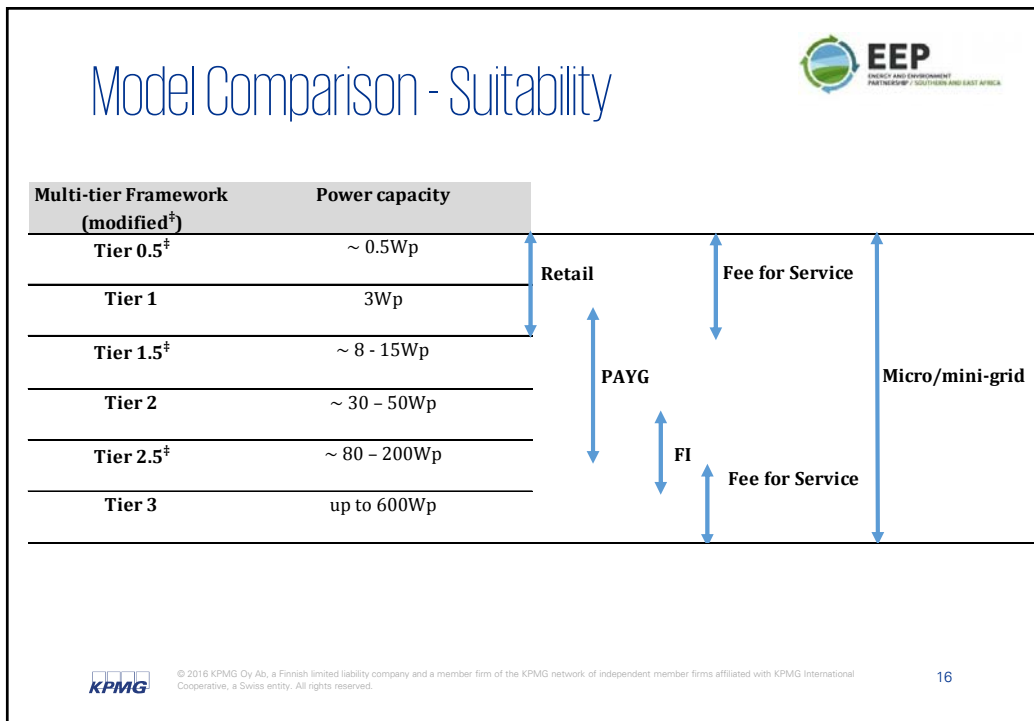 Model Comparison - Suitability
EEP
ENERGY AND ENVIRONMENT
PARTNERSHIP / SOUTHERN AND EAST AFRICA
Multi-tier Framework
(modified‡)
Power capacity
Tier 0.5‡
~ 0.5Wp
Retail
Fee for Service
Tier 1
3Wp
Tier 1.5‡
~ 8 - 15Wp
PAYG
Micro/mini-grid
Tier 2
~ 30 – 50Wp
Tier 2.5‡
~ 80 – 200Wp
FI
Fee for Service
Tier 3
up to 600Wp
KPMG
© 2016 KPMG Oy Ab, a Finnish limited liability company and a member firm of the KPMG network of independent member firms affiliated with KPMG International
Cooperative, a Swiss entity. All rights reserved.
16